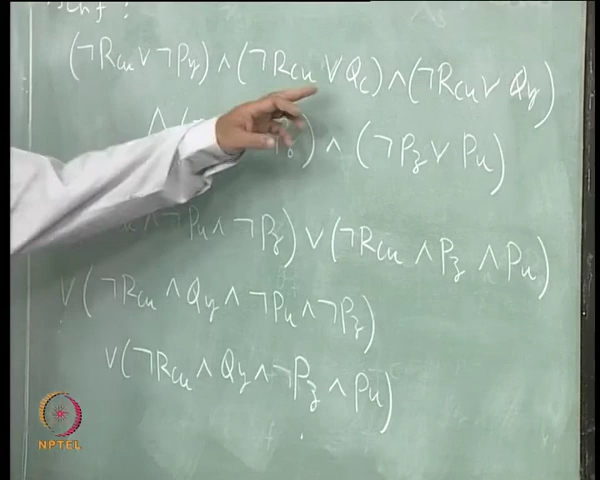 (¬Rcu ∨ ¬Py) ∧ (¬Rcu ∨ Qc) ∧ (¬Rcu ∨ Qy)
∧ ( ) ∧ (¬Pz ∨ Pu)
∧ ¬Pu ∧ ¬Pz) ∨ (¬Rcu ∧ Pz ∧ Pu)
∨ (¬Rcu ∧ Qy ∧ ¬Pu ∧ ¬Pz)
∨ (¬Rcu ∧ Qy ∧ ¬Pz ∧ Pu)
NPTEL